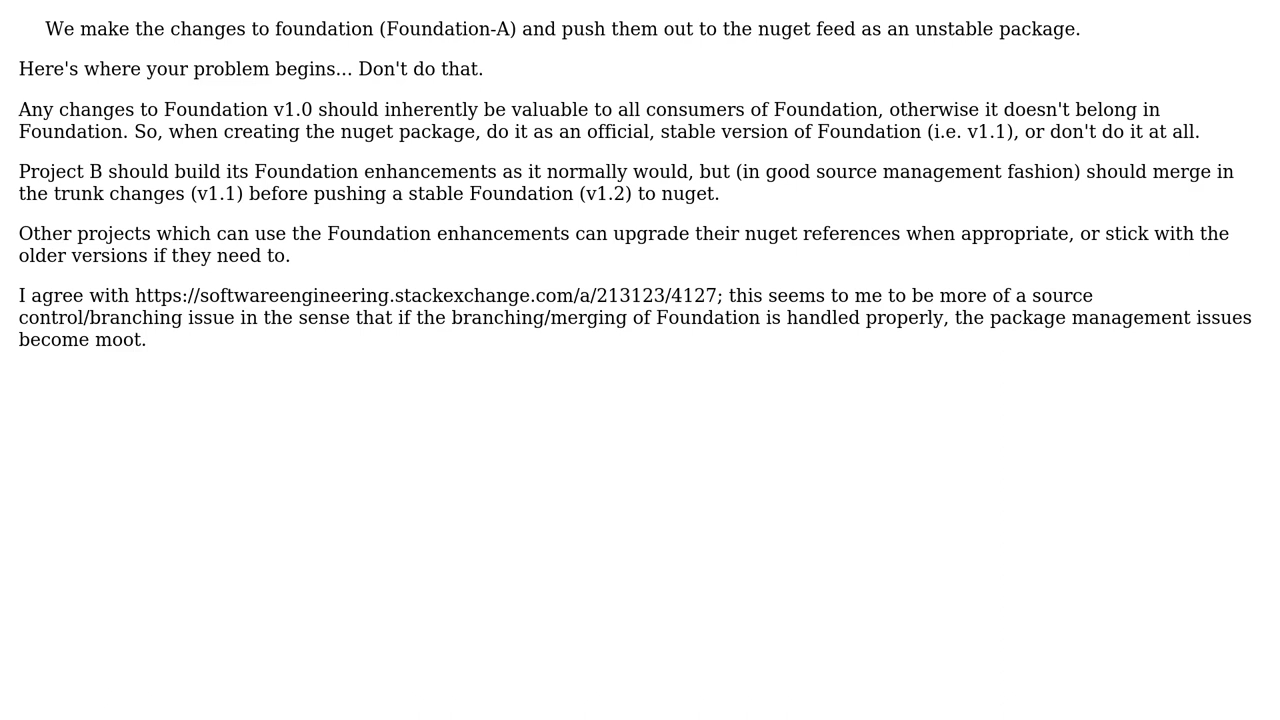 We make the changes to foundation (Foundation-A) and push them out to the nuget feed as an unstable package.
Here's where your problem begins... Don't do that.
Any changes to Foundation v1.0 should inherently be valuable to all consumers of Foundation, otherwise it doesn't belong in
Foundation. So, when creating the nuget package, do it as an official, stable version of Foundation (i.e. v1.1), or don't do it at all.
Project B should build its Foundation enhancements as it normally would, but (in good source management fashion) should merge in
the trunk changes (v1.1) before pushing a stable Foundation (v1.2) to nuget.
Other projects which can use the Foundation enhancements can upgrade their nuget references when appropriate, or stick with the
older versions if they need to.
I agree with https://softwareengineering.stackexchange.com/a/213123/4127; this seems to me to be more of a source
control/branching issue in the sense that if the branching/merging of Foundation is handled properly, the package management issues
become moot.